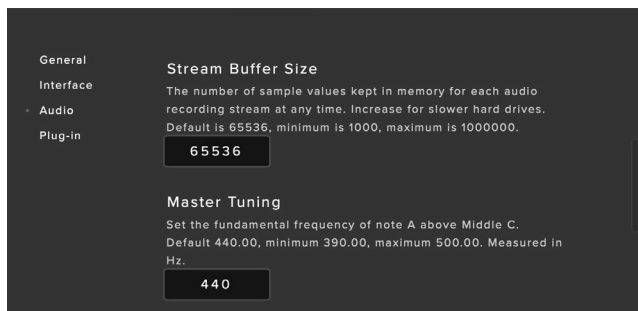 General
Interface
Audio
Plug-in
Stream Buffer Size
The number of sample values kept in memory for each audio
recording stream at any time. Increase for slower hard drives.
Default is 65536, minimum is 1000, maximum is 1000000.
65536
Master Tuning
Set the fundamental frequency of note A above Middle C.
Default 440.00, minimum 390.00, maximum 500.00. Measured in
Hz.
440